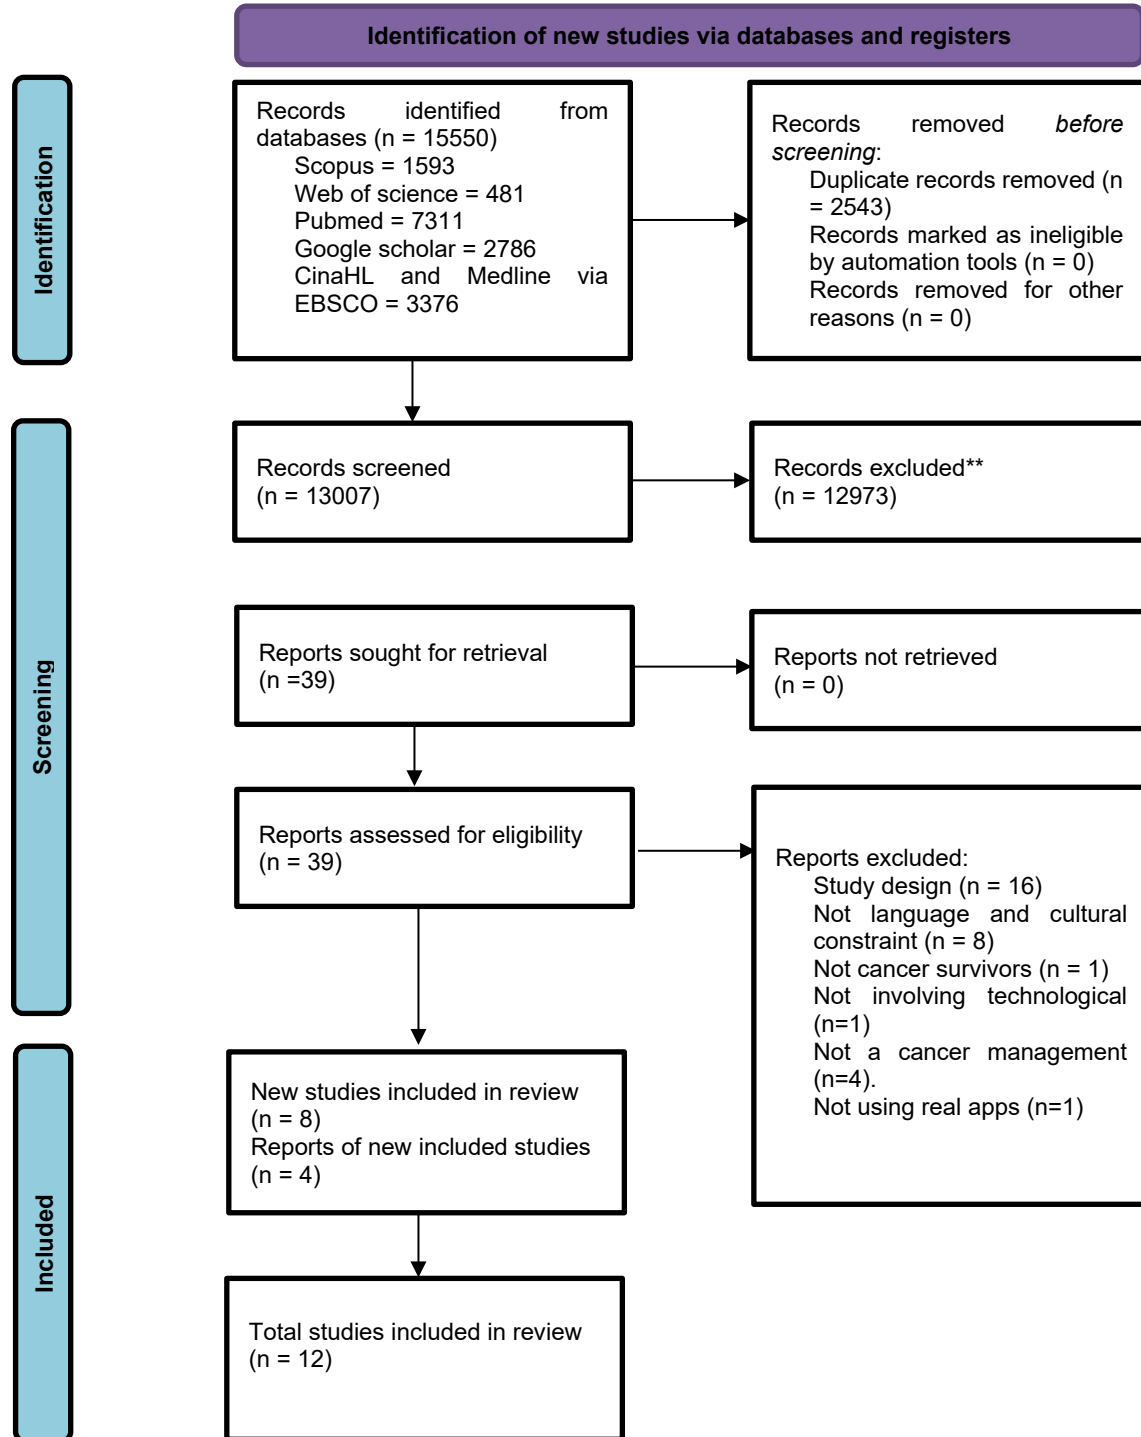 Identification of new studies via databases and registers
Identification
Records identified from
databases (n = 15550)
Scopus = 1593
Web of science = 481
Pubmed = 7311
Google scholar = 2786
CinaHL and Medline via
EBSCO = 3376
Records removed before
screening:
Duplicate records removed (n
= 2543)
Records marked as ineligible
by automation tools (n = 0)
Records removed for other
reasons (n = 0)
Screening
Records screened
(n = 13007)
Records excluded**
(n = 12973)
Reports sought for retrieval
(n =39)
Reports not retrieved
(n = 0)
Reports assessed for eligibility
(n = 39)
Reports excluded:
Study design (n = 16)
Not language and cultural
constraint (n = 8)
Not cancer survivors (n = 1)
Not involving technological
(n=1)
Not a cancer management
(n=4).
Not using real apps (n=1)
Included
New studies included in review
(n = 8)
Reports of new included studies
(n = 4)
Total studies included in review
(n = 12)